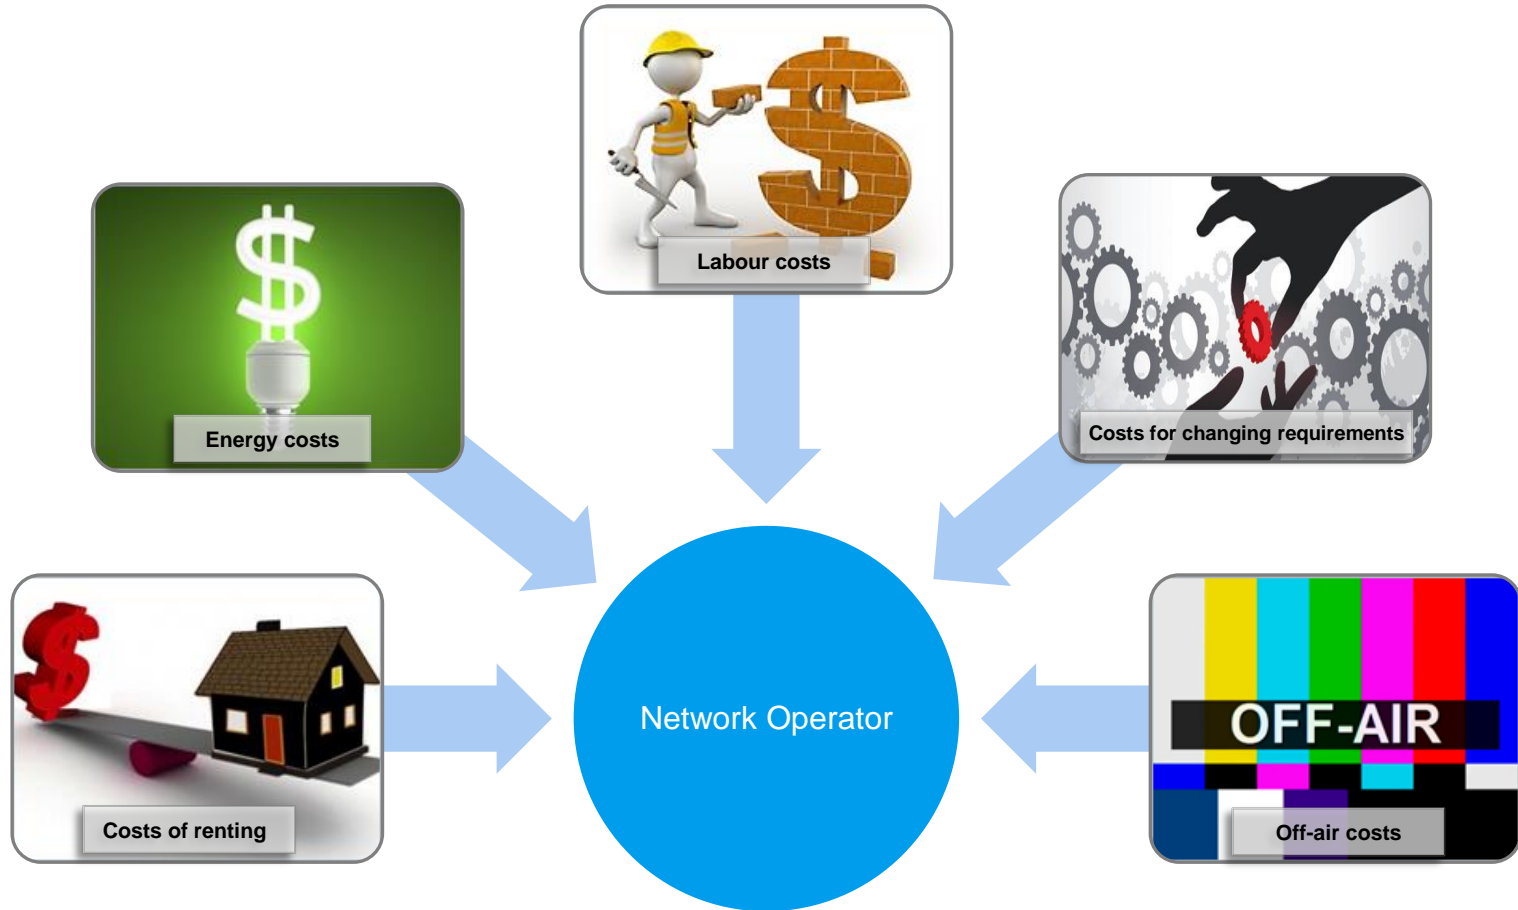 Labour costs
Energy costs
Costs for changing requirements
Network Operator
Costs of renting
OFF-AIR
Off-air costs